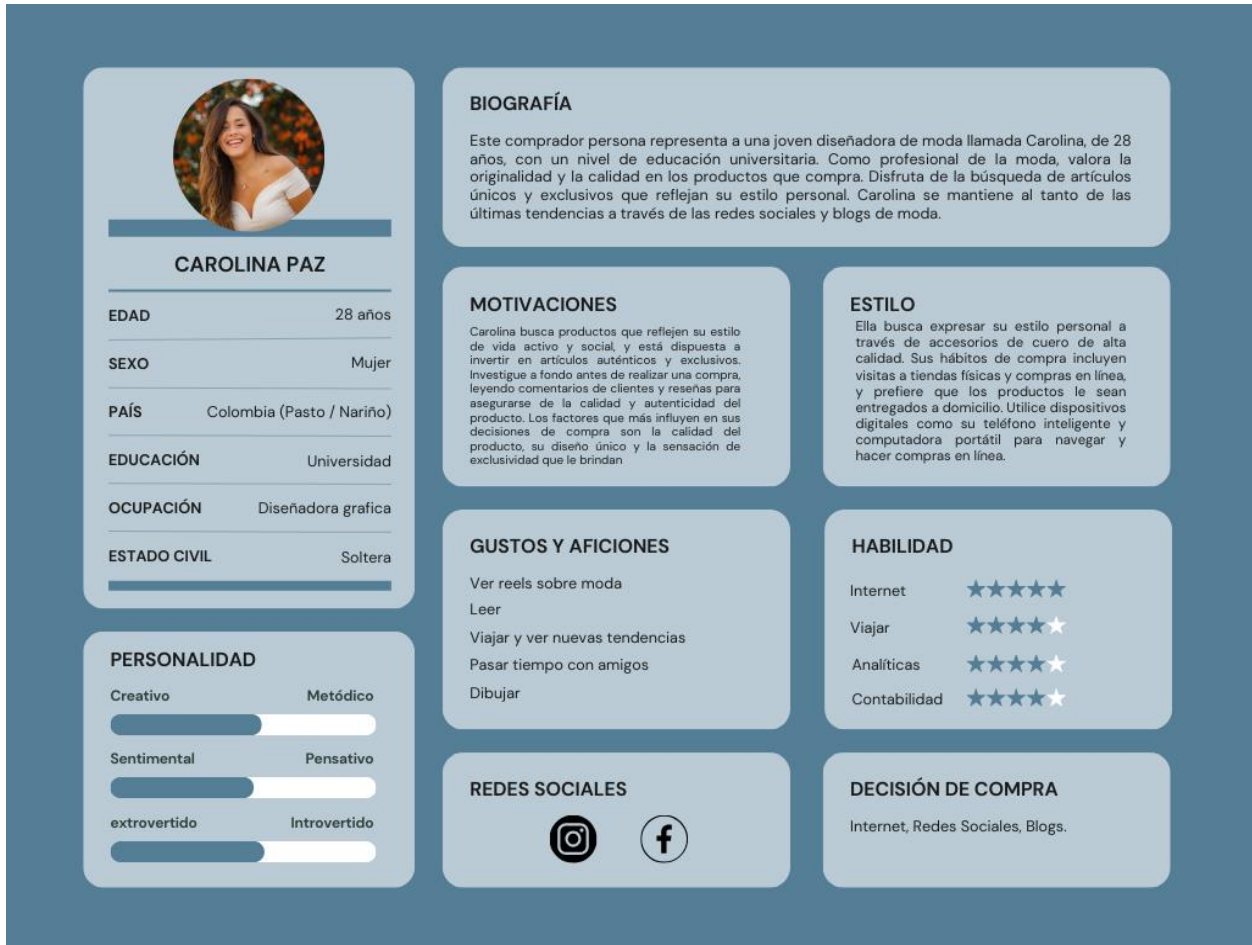 CAROLINA PAZ
EDAD 28 años
SEXO Mujer
PAÍS Colombia (Pasto / Nariño)
EDUCACIÓN Universidad
OCUPACIÓN Diseñadora grafica
ESTADO CIVIL Soltera
PERSONALIDAD
Creativo Metódico
Sentimental Pensativo
extrovertido Introvertido
BIOGRAFÍA
Este comprador persona representa a una joven diseñadora de moda llamada Carolina, de 28
años, con un nivel de educación universitaria. Como profesional de la moda, valora la
originalidad y la calidad en los productos que compra. Disfruta de la búsqueda de artículos
únicos y exclusivos que reflejan su estilo personal. Carolina se mantiene al tanto de las
últimas tendencias a través de las redes sociales y blogs de moda.
MOTIVACIONES
Carolina busca productos que reflejen su estilo
de vida activo y social, y está dispuesta a
invertir en artículos auténticos y exclusivos.
Investigue a fondo antes de realizar una compra,
leyendo comentarios de clientes y reseñas para
asegurarse de la calidad y autenticidad del
producto. Los factores que más influyen en sus
decisiones de compra son la calidad del
producto, su diseño único y la sensación de
exclusividad que le brindan
ESTILO
Ella busca expresar su estilo personal a
través de accesorios de cuero de alta
calidad. Sus hábitos de compra incluyen
visitas a tiendas físicas y compras en línea,
y prefiere que los productos le sean
entregados a domicilio. Utilice dispositivos
digitales como su teléfono inteligente y
computadora portátil para navegar y
hacer compras en línea.
GUSTOS Y AFICIONES
Ver reels sobre moda
Leer
Viajar y ver nuevas tendencias
Pasar tiempo con amigos
Dibujar
HABILIDAD
Internet
Viajar
Analíticas
Contabilidad
REDES SOCIALES
DECISIÓN DE COMPRA
Internet, Redes Sociales, Blogs.